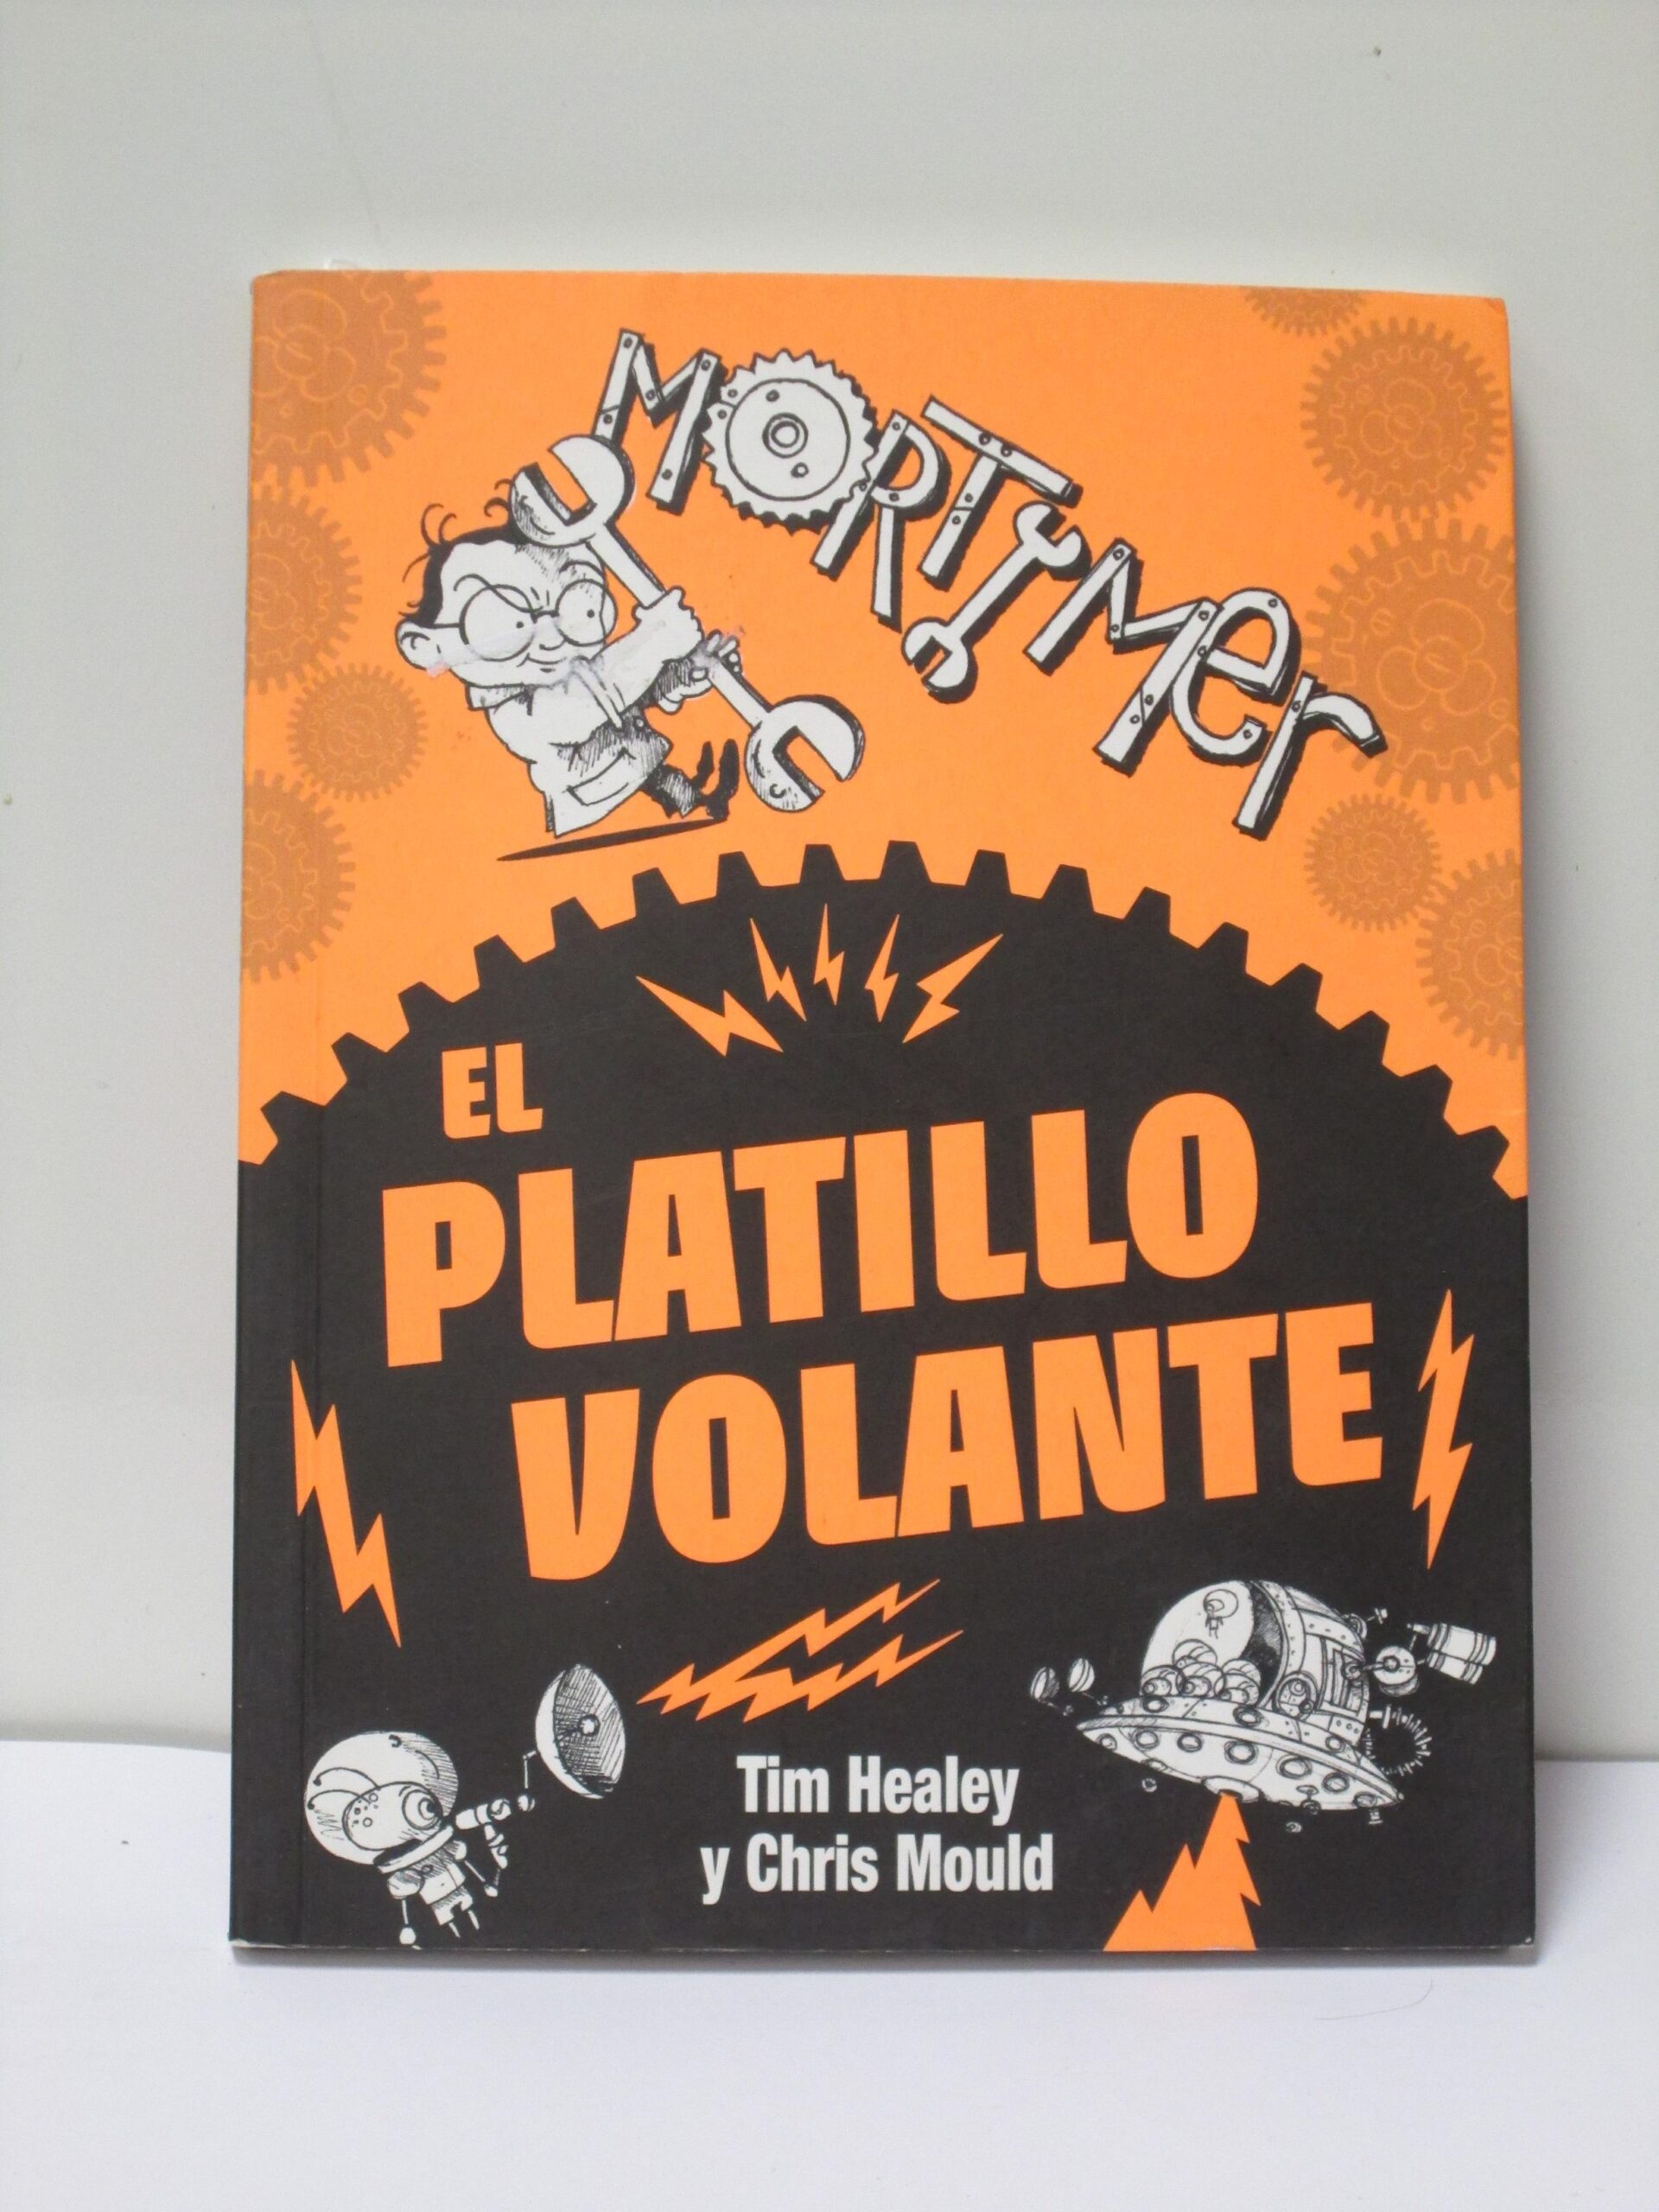 MORTIMer
EL
PLATILLO
VOLANTE
Tim Healey
y Chris Mould